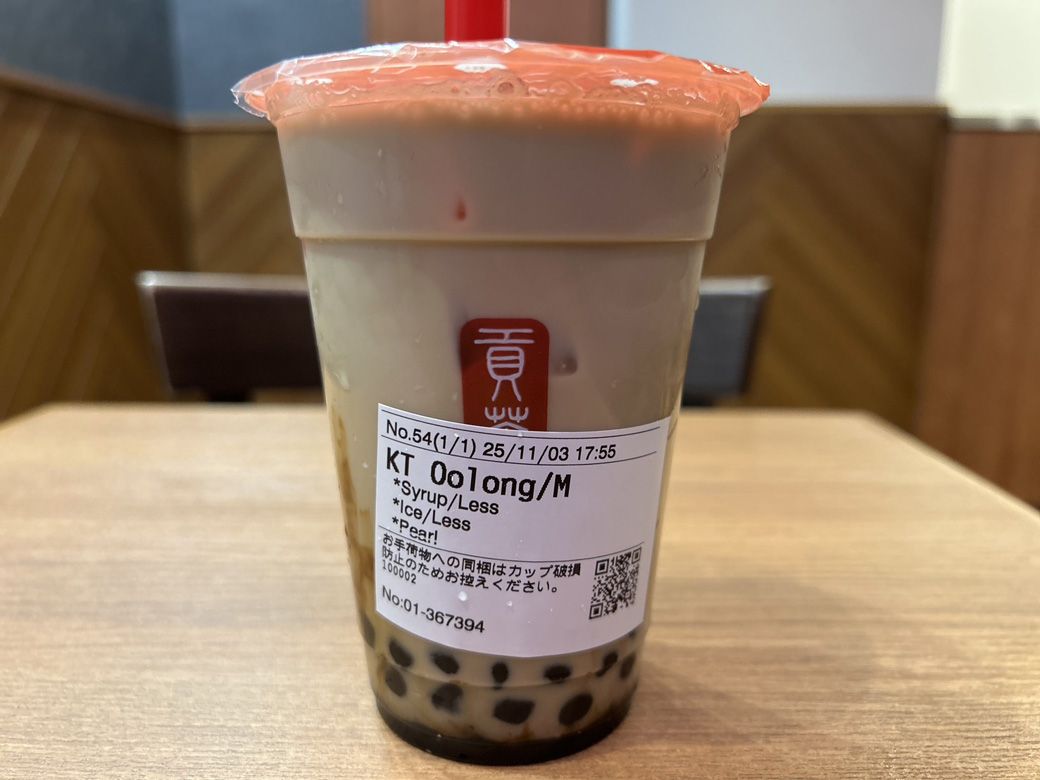 貢
茶
No.54(1/1) 25/11/03 17:55
KT Oolong/M
*Syrup/Less
*Ice/Less
*Pearl
お手荷物への同梱はカップ破損
防止のためお控えください。
100002
No:01-367394